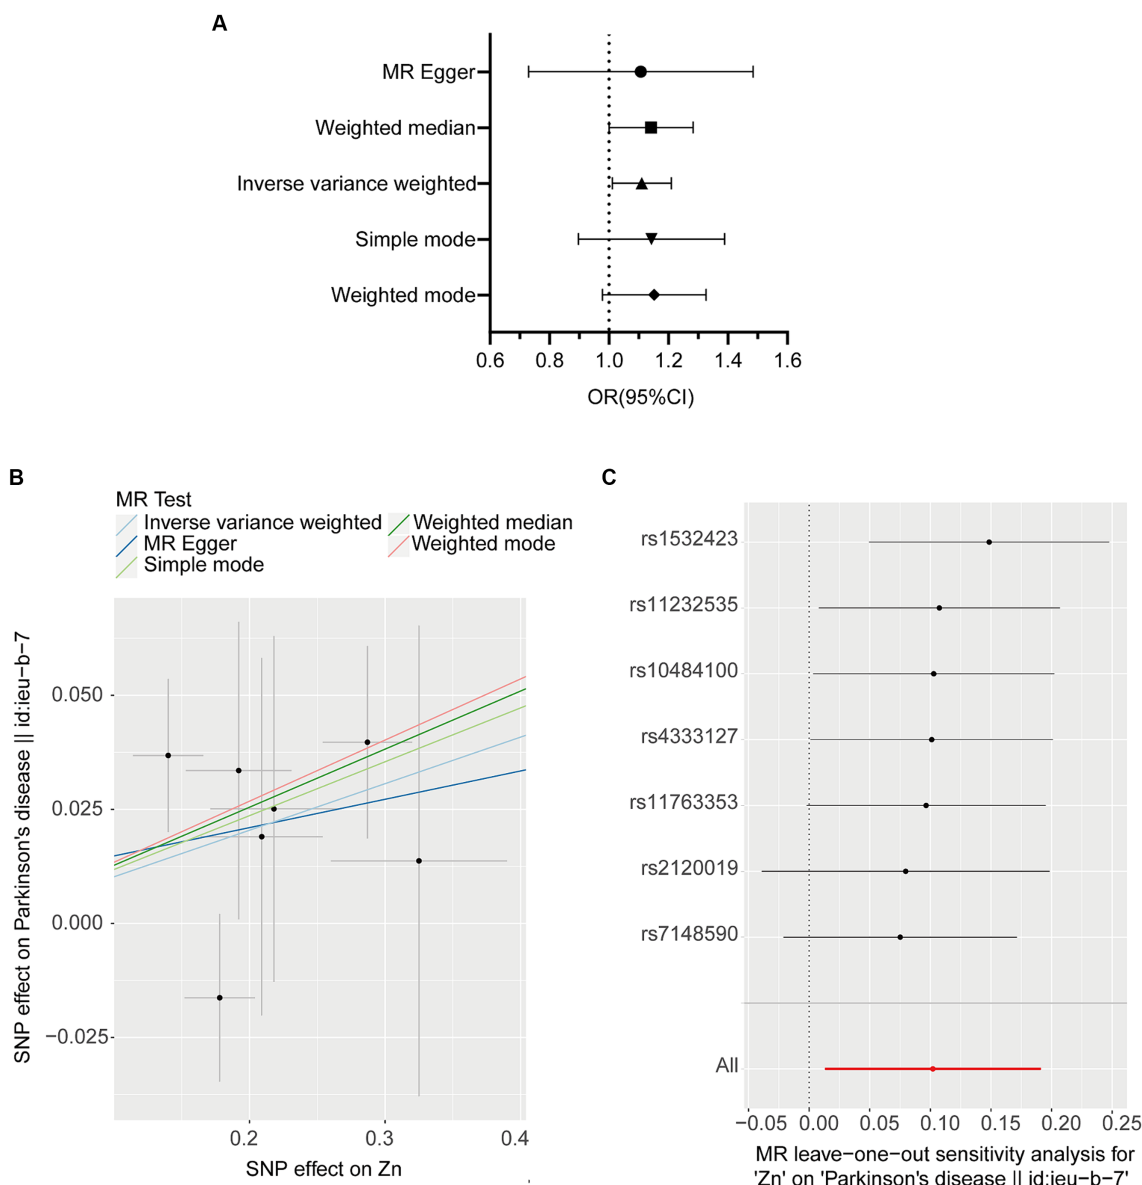 A
MR Egger
Weighted median
Inverse variance weighted
Simple mode
Weighted mode
0.6 0.8 1.0 1.2 1.4 1.6
OR(95%CI)
B
MR Test
Inverse variance weighted Weighted median
MR Egger Weighted mode
Simple mode
SNP effect on Parkinson's disease || id:ieu−b−7
0.050
0.025
0.000
−0.025
0.2 0.3 0.4
SNP effect on Zn
C
rs1532423
rs11232535
rs10484100
rs4333127
rs11763353
rs2120019
rs7148590
All
−0.05 0.00 0.05 0.10 0.15 0.20 0.25
MR leave−one−out sensitivity analysis for
'Zn' on 'Parkinson's disease || id:ieu−b−7'